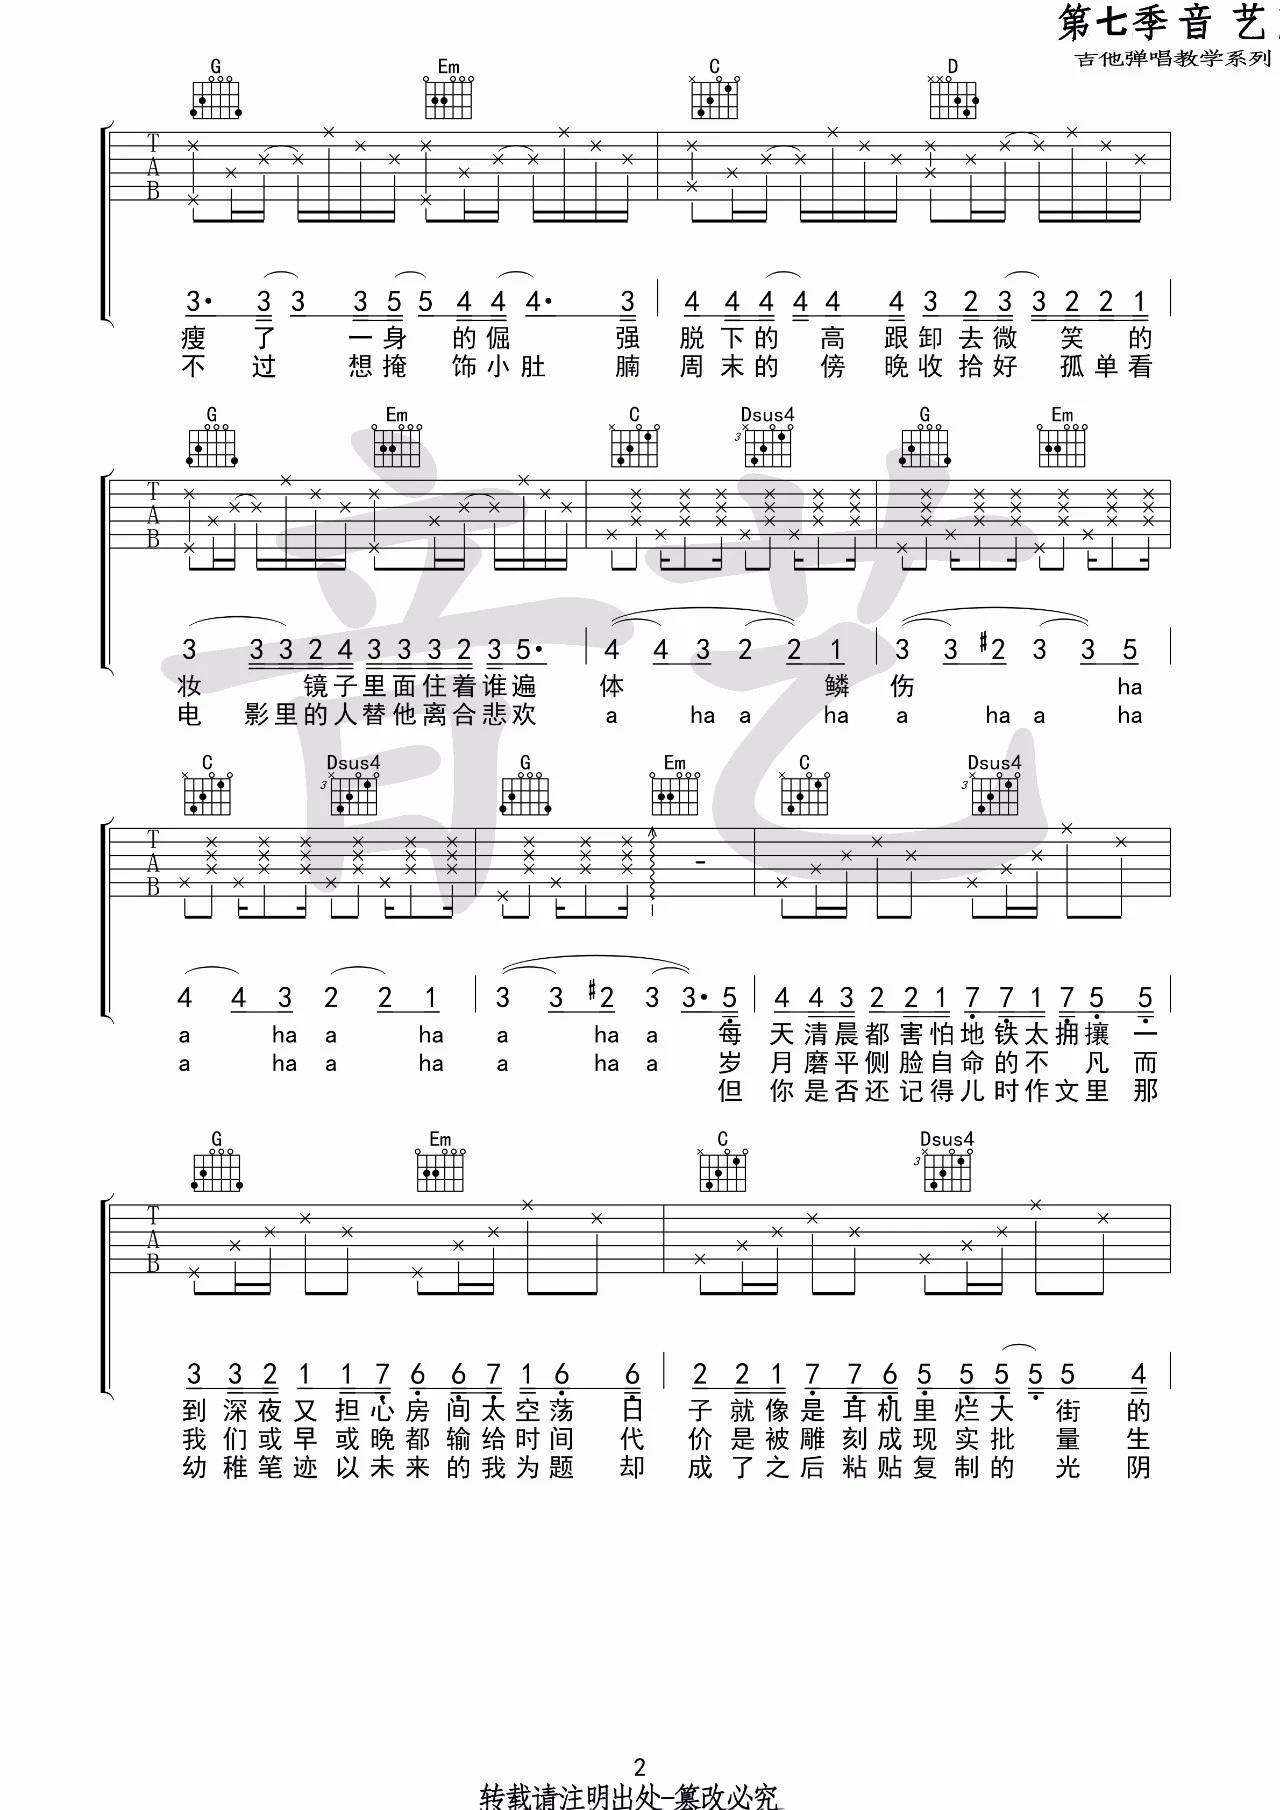 第七季音艺
吉他弹唱教学系列
G Em C D
T
A
B
3· 3 3 3 5 5 4 4 4· 3 4 4 4 4 4 4 3 2 3 3 2 2 1
瘦了一身的倔强脱下的高跟卸去微笑的
不过想掩饰小肚腩周末的傍晚收拾好孤单看
G Em C Dsus4 G Em
3 3
T
A
B
3 3 3 2 4 3 3 3 2 3 5· 4 4 3 2 2 1 3 3 #2 3 3 5
妆镜子里面住着谁遍体鳞伤 ha
电影里的人替他离合悲欢 a ha a ha a ha a ha
C Dsus4 G Em C Dsus4
3 3
T
A
B
4 4 3 2 2 1 3 3 #2 3 3· 5 4 4 3 2 2 1 7 7 1 7 5 5
a ha a ha a ha a 每天清晨都害怕地铁太拥攘一
a ha a ha a ha a 岁月磨平侧脸自命的不凡而
但你是否还记得儿时作文里那
G Em C Dsus4
3
T
A
B
3 3 2 1 1 7 6 6 7 1 6 6 2 2 1 7 7 6 5 5 5 5 5 4
到深夜又担心房间太空荡日子就像是耳机里烂大街的
我们或早或晚都输给时间代价是被雕刻成现实批量生
幼稚笔迹以未来的我为题却成了之后粘贴复制的光阴
音艺
2
转载请注明出处-篡改必究